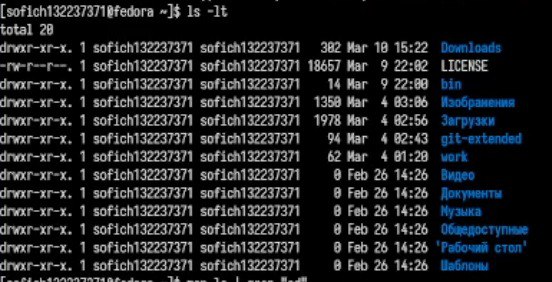 [sofich132237371@fedora ~]$ ls -lt
total 20
drwxr-xr-x. 1 sofich132237371 sofich132237371   302 Mar 10 15:22  Downloads
-rw-r--r--. 1 sofich132237371 sofich132237371 18657 Mar  9 22:02  LICENSE
drwxr-xr-x. 1 sofich132237371 sofich132237371    14 Mar  9 22:00  bin
drwxr-xr-x. 1 sofich132237371 sofich132237371  1350 Mar  4 03:06  Изображения
drwxr-xr-x. 1 sofich132237371 sofich132237371  1978 Mar  4 02:56  Загрузки
drwxr-xr-x. 1 sofich132237371 sofich132237371    94 Mar  4 02:43  git-extended
drwxr-xr-x. 1 sofich132237371 sofich132237371    62 Mar  4 01:20  work
drwxr-xr-x. 1 sofich132237371 sofich132237371     0 Feb 26 14:26  Видео
drwxr-xr-x. 1 sofich132237371 sofich132237371     0 Feb 26 14:26  Документы
drwxr-xr-x. 1 sofich132237371 sofich132237371     0 Feb 26 14:26  Музыка
drwxr-xr-x. 1 sofich132237371 sofich132237371     0 Feb 26 14:26  Общедоступные
drwxr-xr-x. 1 sofich132237371 sofich132237371     0 Feb 26 14:26 'Рабочий стол'
drwxr-xr-x. 1 sofich132237371 sofich132237371     0 Feb 26 14:26  Шаблоны
[sofich132237371@fedora ~]$